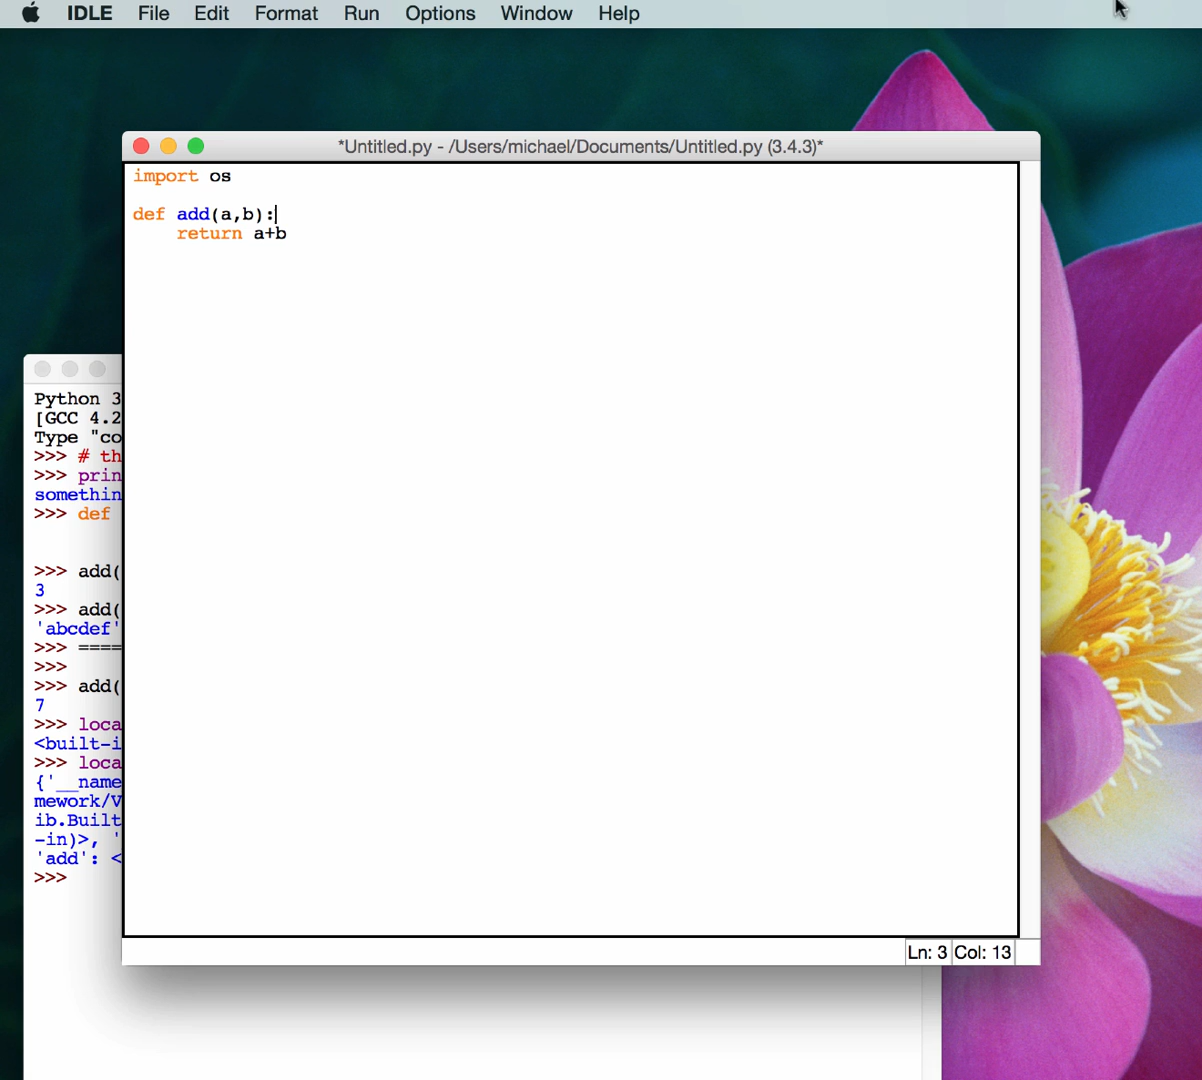 IDLE File Edit Format Run Options Window Help
*Untitled.py - /Users/michael/Documents/Untitled.py (3.4.3)*
import os
def add(a,b):
return a+b
Python 3
[GCC 4.2
Type "co
>>> # th
>>> prin
somethin
>>> def
>>> add(
3
>>> add(
'abcdef'
>>> ====
>>>
>>> add(
7
>>> loca
<built-i
>>> loca
{'__name
mework/V
ib.Built
-in)>, '
'add': <
>>>
Ln: 3 Col: 13